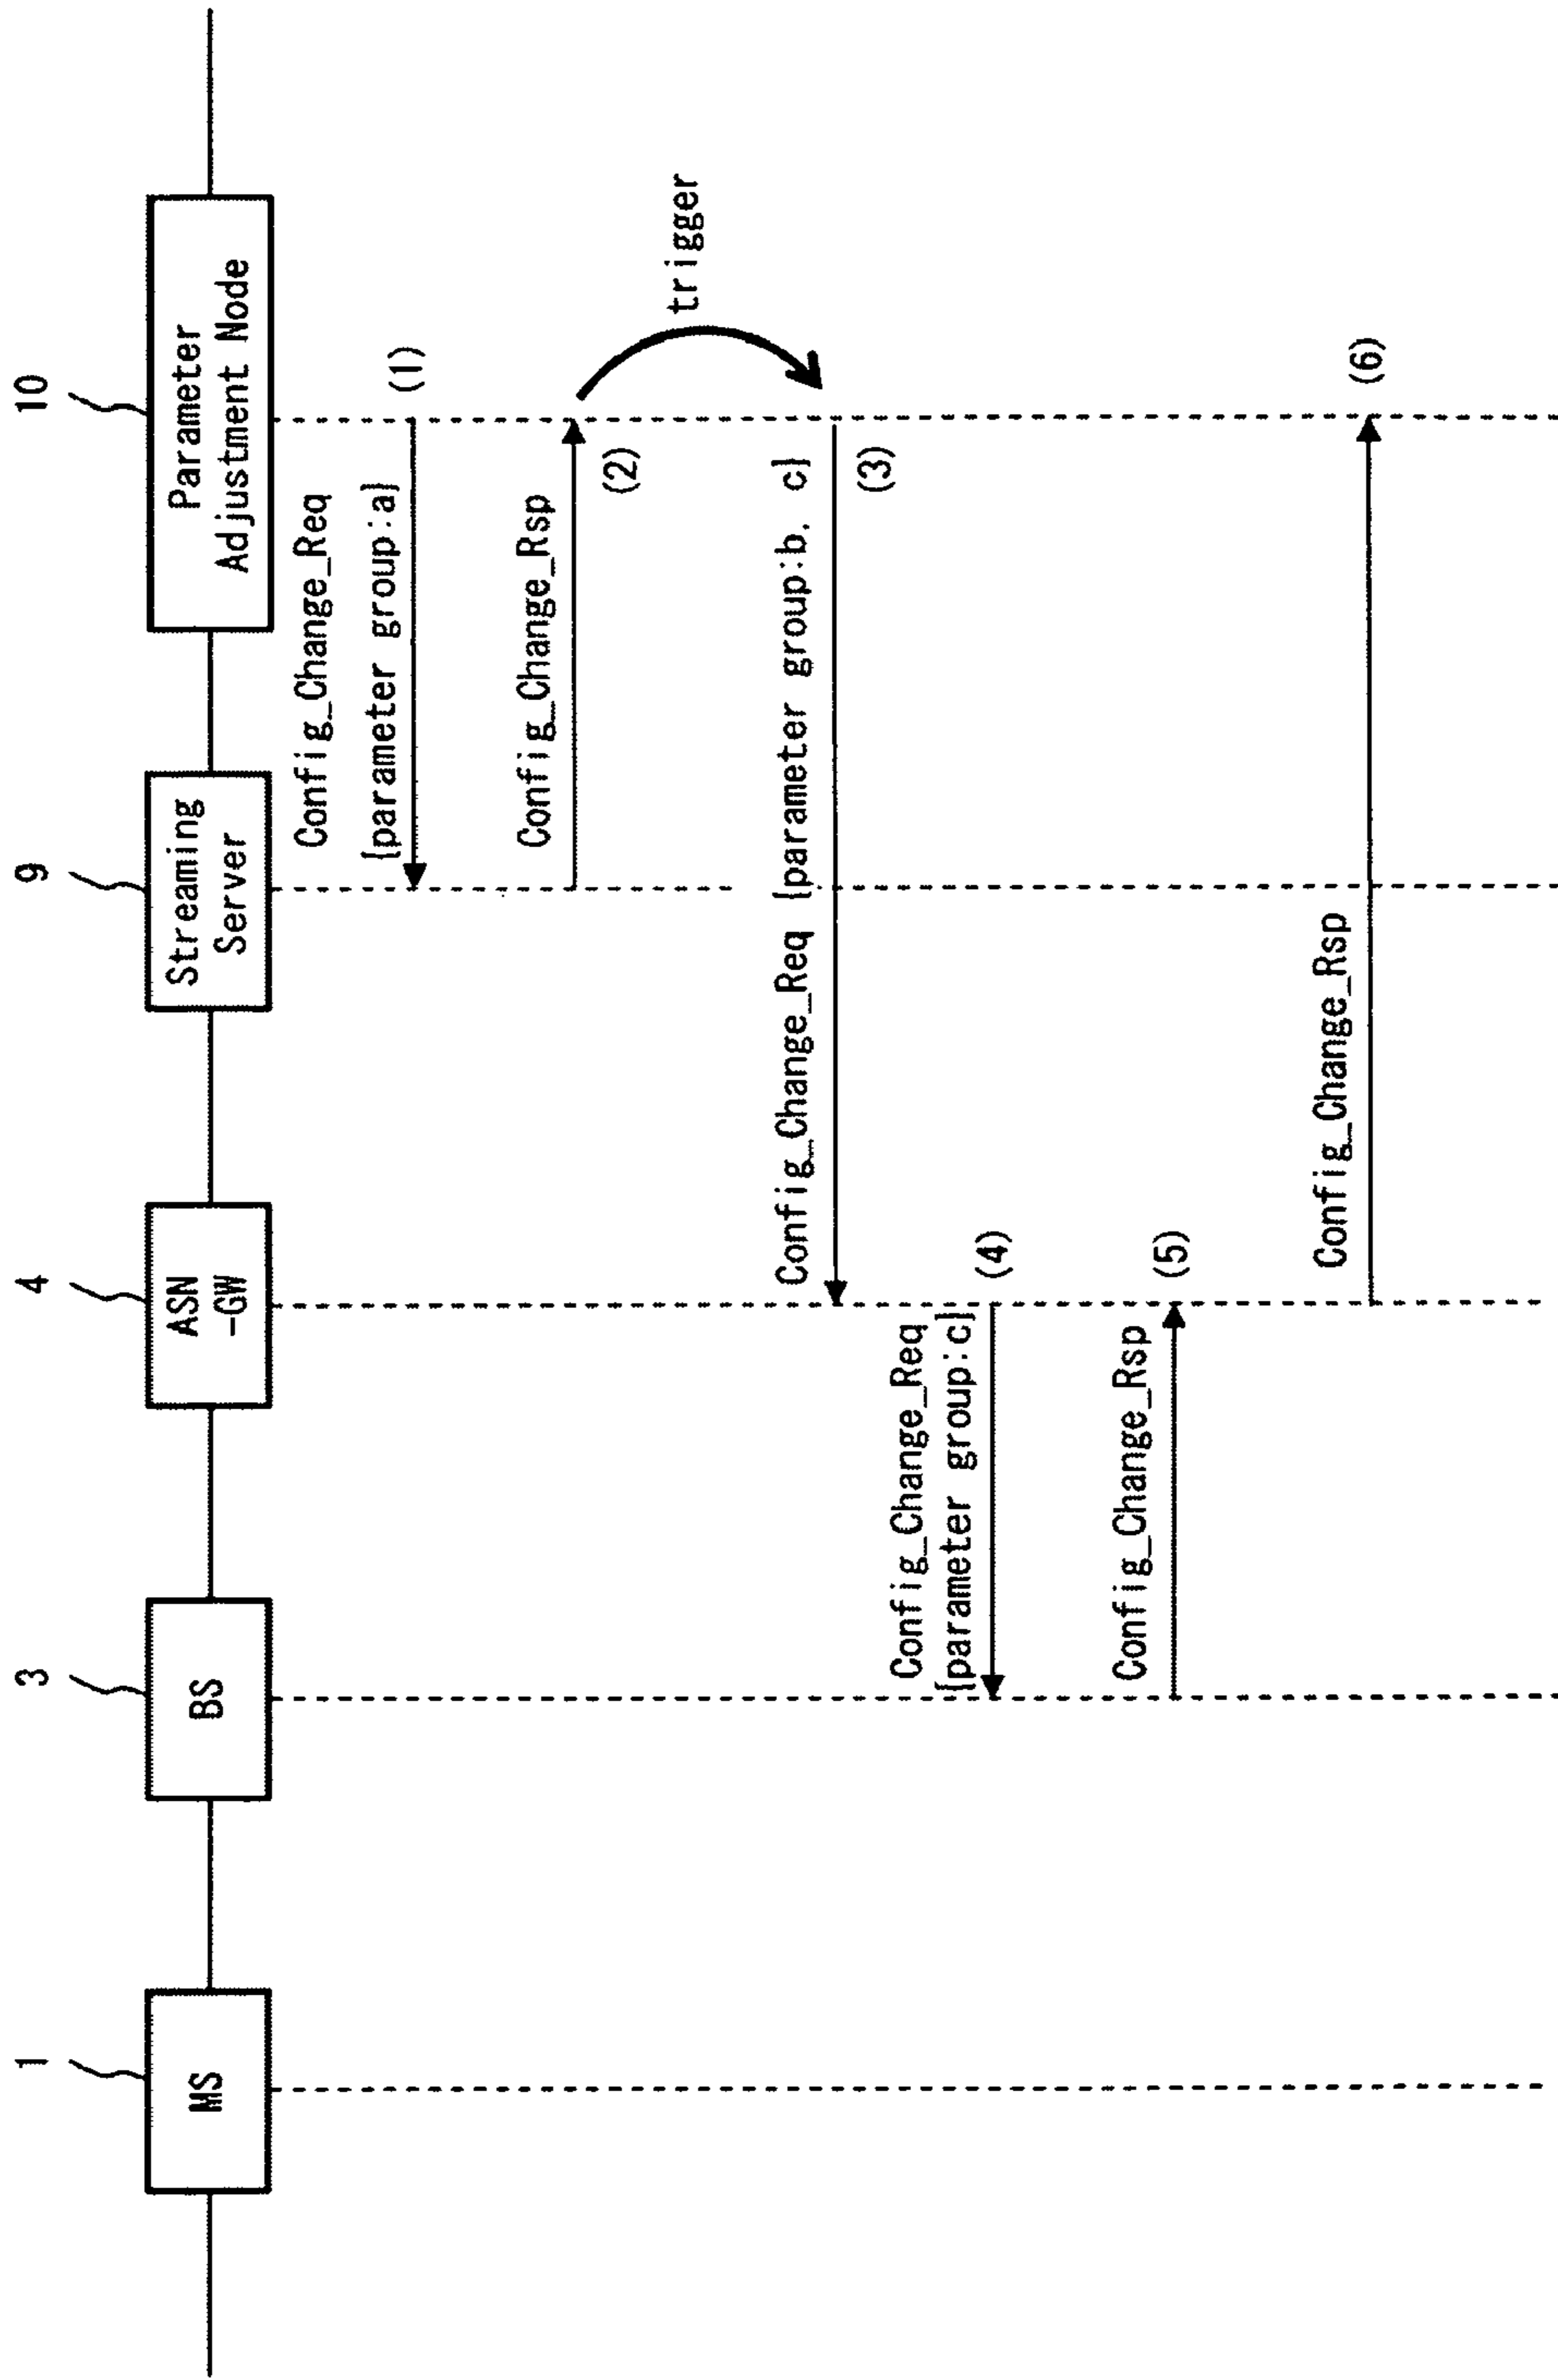 1
3
4
9
10
MS
BS
ASN
-GW
Streaming
Server
Parameter
Adjustment Node
Config_Change_Req
{parameter group:a}
(1)
Config_Change_Rsp
(2)
trigger
Config_Change_Req {parameter group:b, c}
(3)
Config_Change_Req
{parameter group:c}
(4)
Config_Change_Rsp
(5)
Config_Change_Rsp
(6)